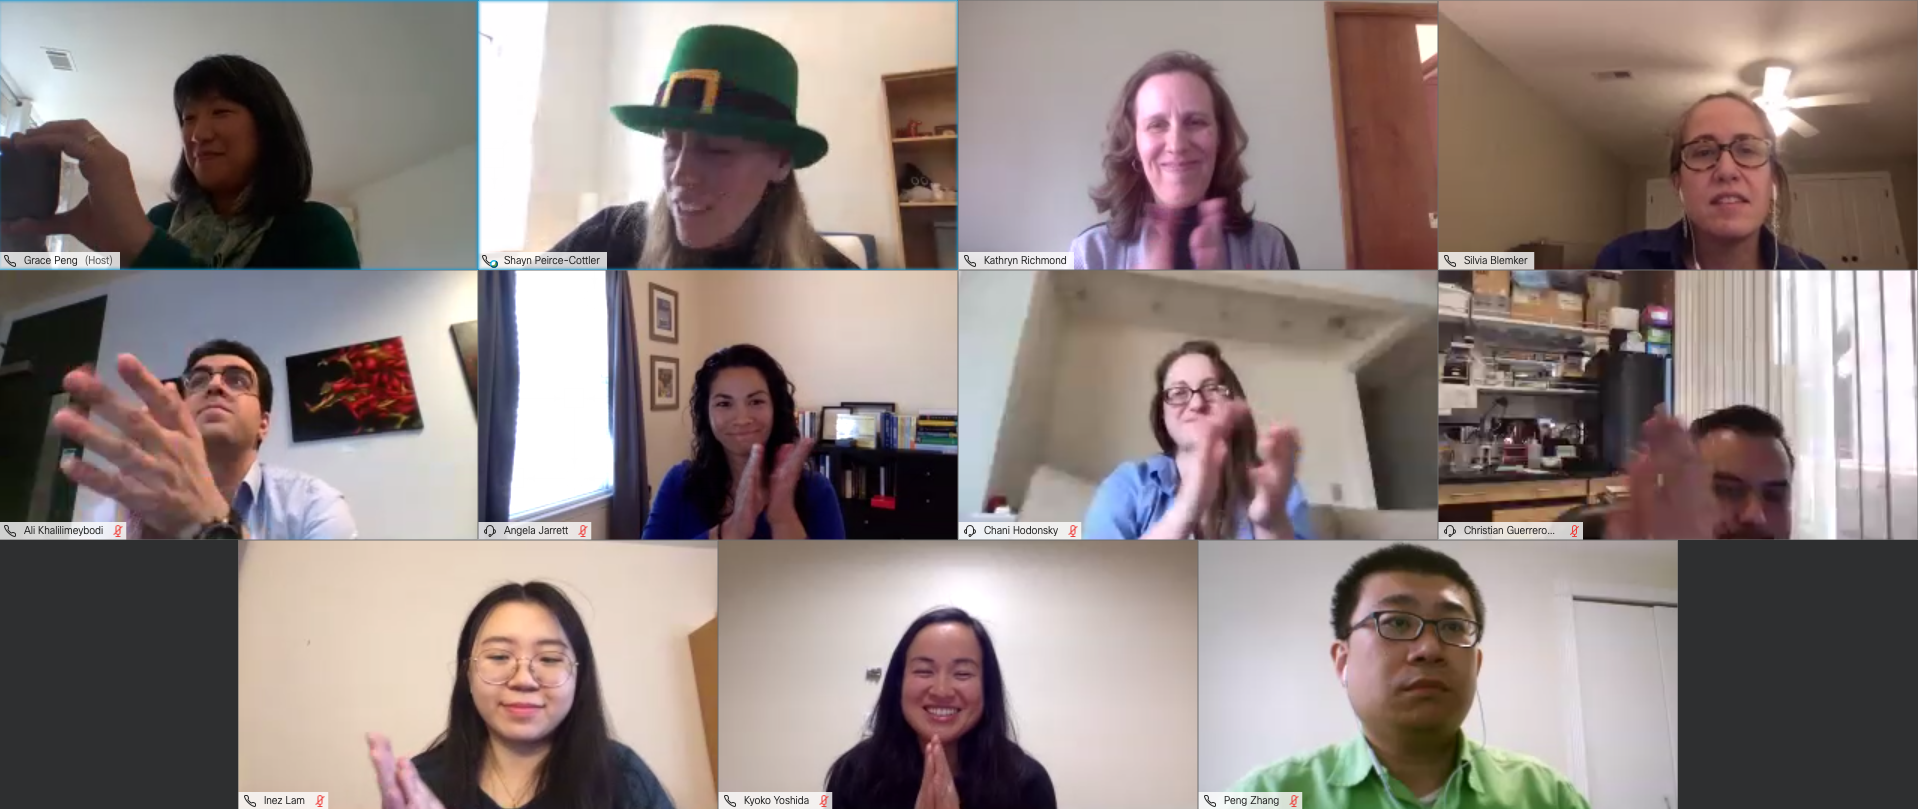 Grace Peng (Host)
Shayn Peirce-Cottler
Kathryn Richmond
Silvia Blemker
Ali Khalilimeybodi
Angela Jarrett
Chani Hodonsky
Christian Guerrero...
Inez Lam
Kyoko Yoshida
Peng Zhang